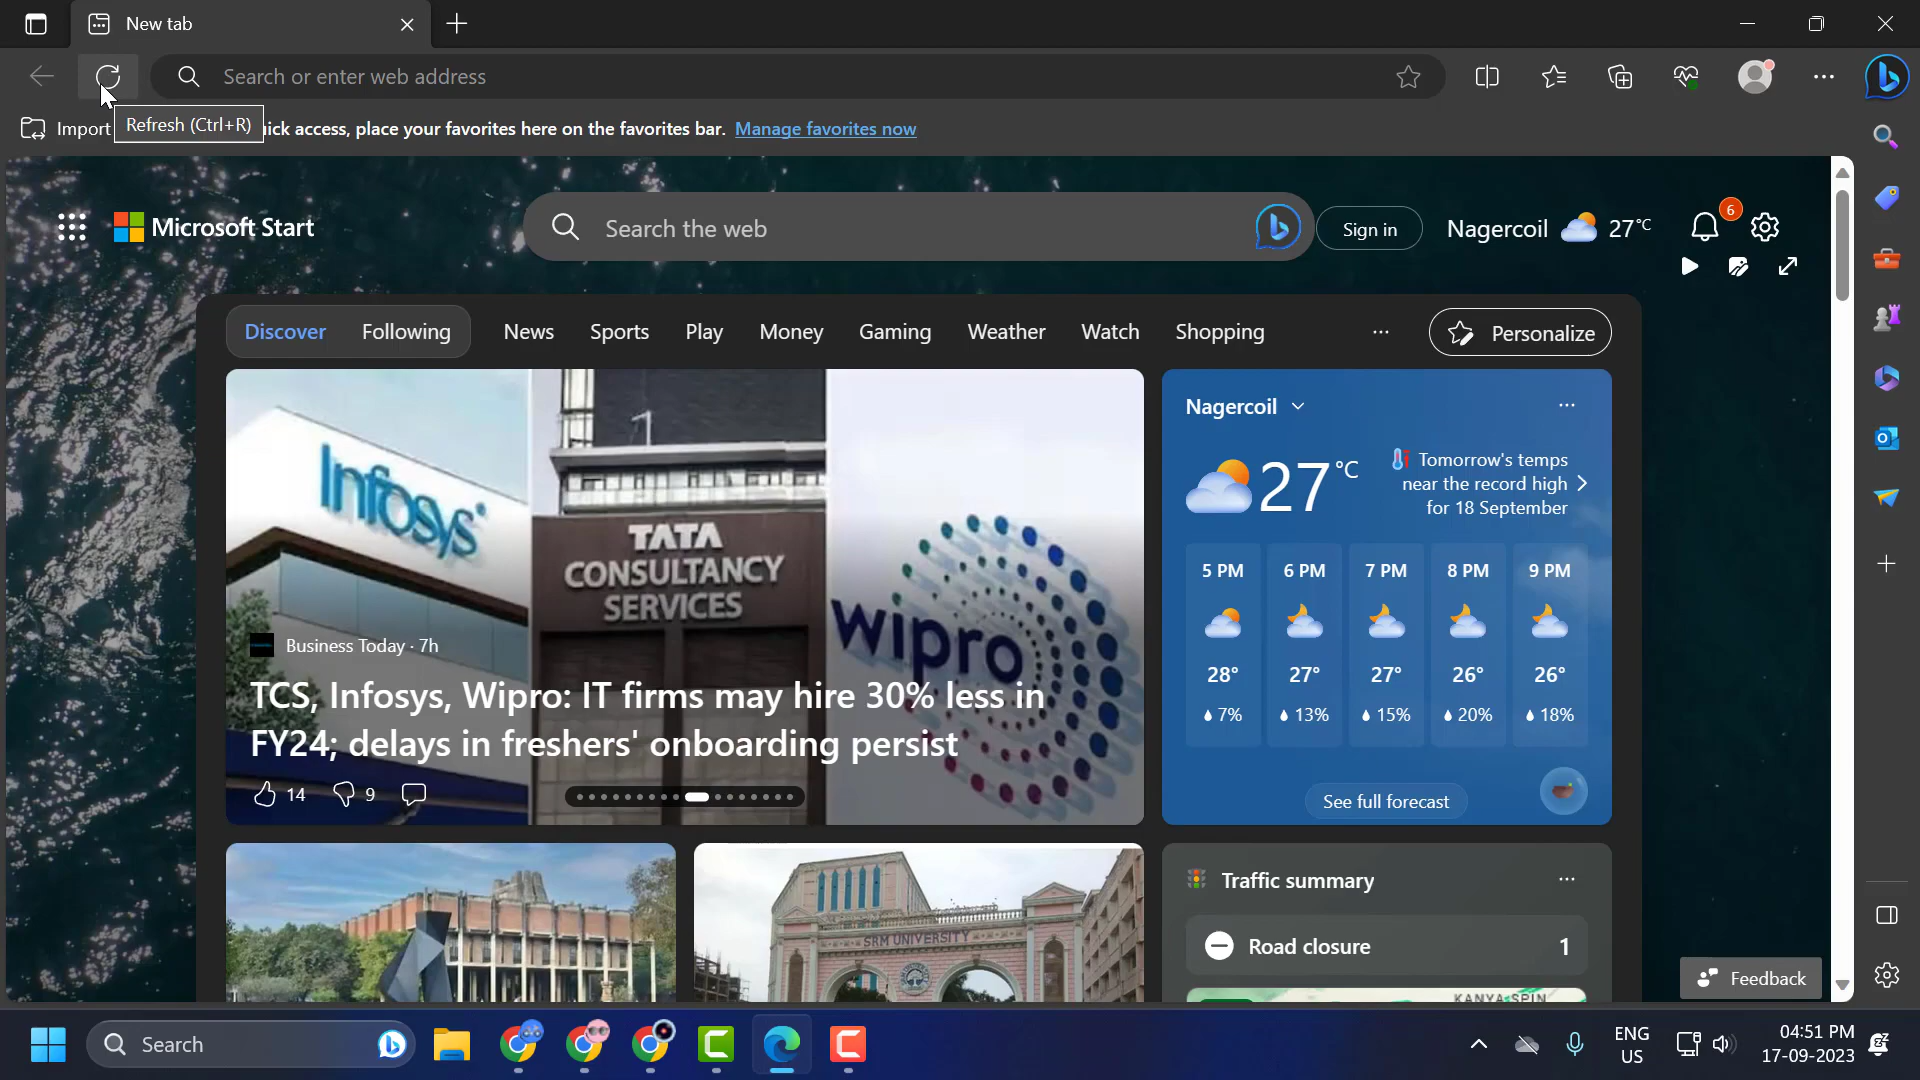 New tab
Search or enter web address
Import
Refresh (Ctrl+R)
ick access, place your favorites here on the favorites bar. Manage favorites now
Microsoft Start
Search the web
Sign in
Nagercoil 27°C
6
Discover Following News Sports Play Money Gaming Weather Watch Shopping ... Personalize
Infosys
TATA
CONSULTANCY
SERVICES
wipro
Business Today · 7h
TCS, Infosys, Wipro: IT firms may hire 30% less in
FY24; delays in freshers' onboarding persist
14 9
Nagercoil
27°C
Tomorrow's temps
near the record high
for 18 September
5 PM 6 PM 7 PM 8 PM 9 PM
28° 27° 27° 26° 26°
7% 13% 15% 20% 18%
See full forecast
SRM UNIVERSITY
Traffic summary
Road closure 1
KANYA SPIN
Feedback
Search
ENG
US
04:51 PM
17-09-2023